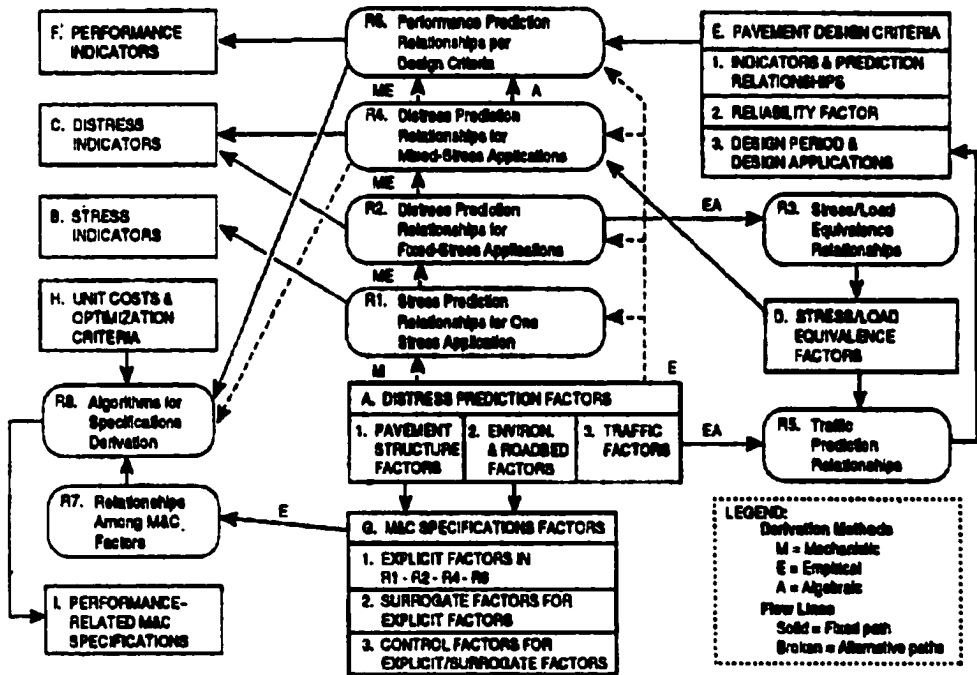 F. PERFORMANCE
INDICATORS
R6. Performance Prediction
Relationships per
Design Criteria
E. PAVEMENT DESIGN CRITERIA
1. INDICATORS & PREDICTION
RELATIONSHIPS
2. RELIABILITY FACTOR
3. DESIGN PERIOD &
DESIGN APPLICATIONS
ME
A
C. DISTRESS
INDICATORS
R4. Distress Prediction
Relationships for
Mixed-Stress Applications
ME
B. STRESS
INDICATORS
R2. Distress Prediction
Relationships for
Fixed-Stress Applications
EA
R3. Stress/Load
Equivalence
Relationships
ME
H. UNIT COSTS &
OPTIMIZATION
CRITERIA
R1. Stress Prediction
Relationships for One
Stress Application
D. STRESS/LOAD
EQUIVALENCE
FACTORS
M
E
R8. Algorithms for
Specifications
Derivation
A. DISTRESS PREDICTION FACTORS
1. PAVEMENT
STRUCTURE
FACTORS
2. ENVIRON.
& ROADBED
FACTORS
3. TRAFFIC
FACTORS
EA
R5. Traffic
Prediction
Relationships
R7. Relationships
Among M&C
Factors
E
G. M&C SPECIFICATIONS FACTORS
1. EXPLICIT FACTORS IN
R1 - R2 - R4 - R6
2. SURROGATE FACTORS FOR
EXPLICIT FACTORS
3. CONTROL FACTORS FOR
EXPLICIT/SURROGATE FACTORS
I. PERFORMANCE-
RELATED M&C
SPECIFICATIONS
LEGEND:
Derivation Methods
M = Mechanistic
E = Empirical
A = Algebraic
Flow Lines
Solid = Fixed path
Broken = Alternative paths